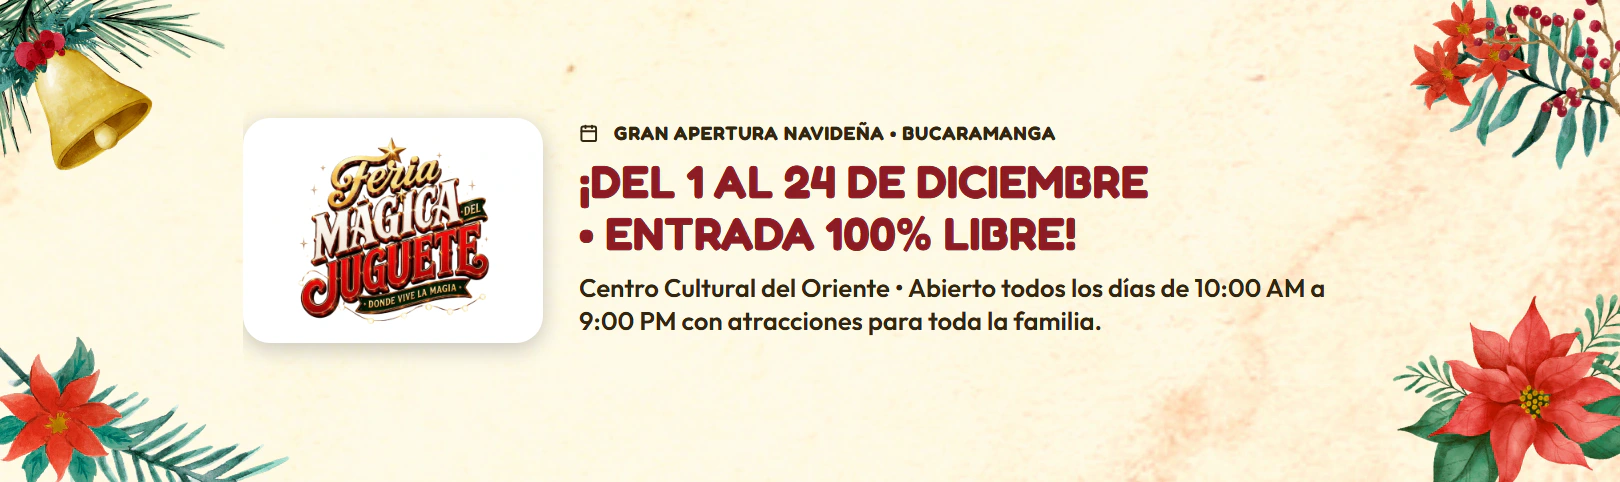 Feria
MÁGICA
DEL
JUGUETE
• DONDE VIVE LA MAGIA •
GRAN APERTURA NAVIDEÑA • BUCARAMANGA
¡DEL 1 AL 24 DE DICIEMBRE
• ENTRADA 100% LIBRE!
Centro Cultural del Oriente • Abierto todos los días de 10:00 AM a
9:00 PM con atracciones para toda la familia.